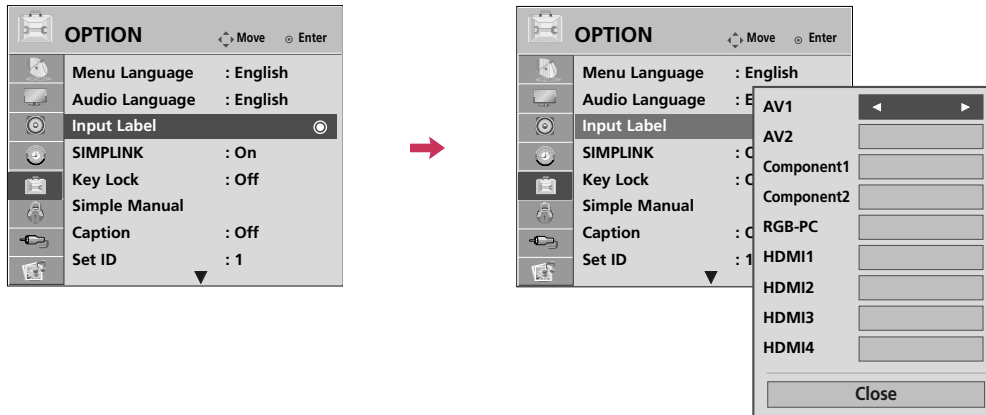 OPTION Move Enter
Menu Language : English
Audio Language : English
Input Label
SIMPLINK : On
Key Lock : Off
Simple Manual
Caption : Off
Set ID : 1
OPTION Move Enter
Menu Language : English
Audio Language : E
Input Label
SIMPLINK : O
Key Lock : O
Simple Manual
Caption : O
Set ID : 1
AV1
AV2
Component1
Component2
RGB-PC
HDMI1
HDMI2
HDMI3
HDMI4
Close